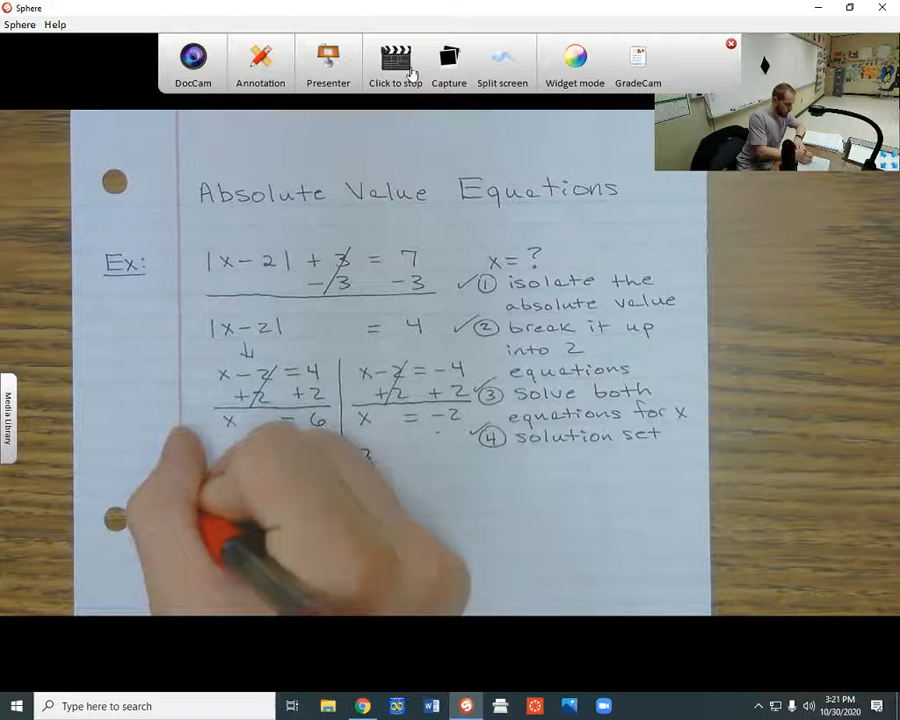 Sphere
Sphere Help
DocCam Annotation Presenter Click to stop Capture Split screen Widget mode GradeCam
Media Library
Absolute Value Equations
Ex: |x-2| + 3 = 7 x = ?
-3 -3 ① isolate the
absolute value
|x-2| = 4 ② break it up
into 2
equations
x-2 = 4 x-2 = -4
+2 +2 +2 +2 ③ solve both
x = 6 x = -2 equations for x
④ solution set
Type here to search
3:21 PM
10/30/2020